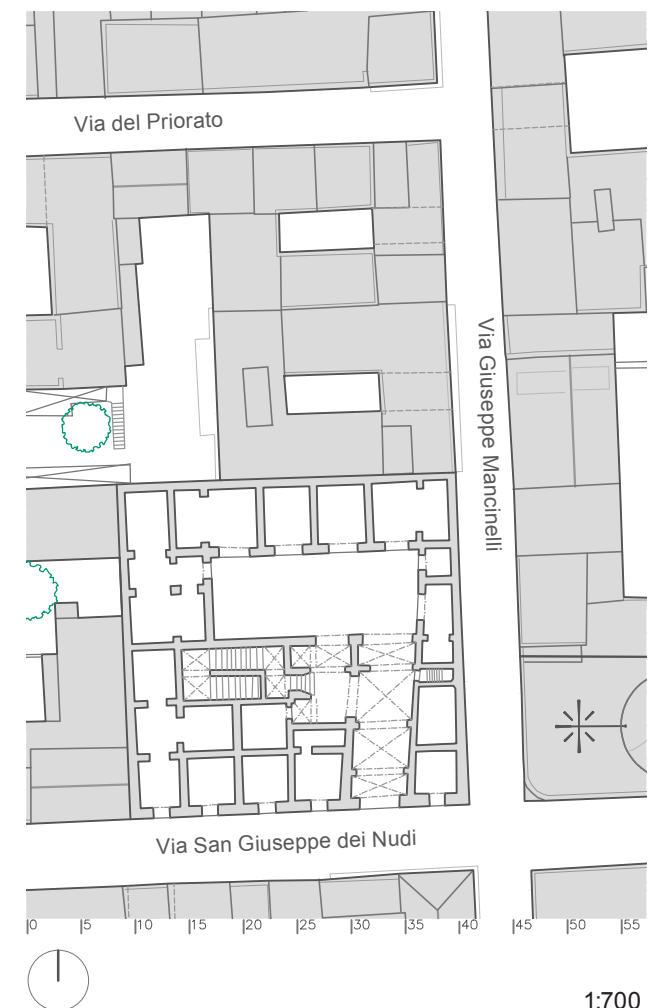 Via del Priorato
Via Giuseppe Mancinelli
Via San Giuseppe dei Nudi
0 5 10 15 20 25 30 35 40 45 50 55
1:700